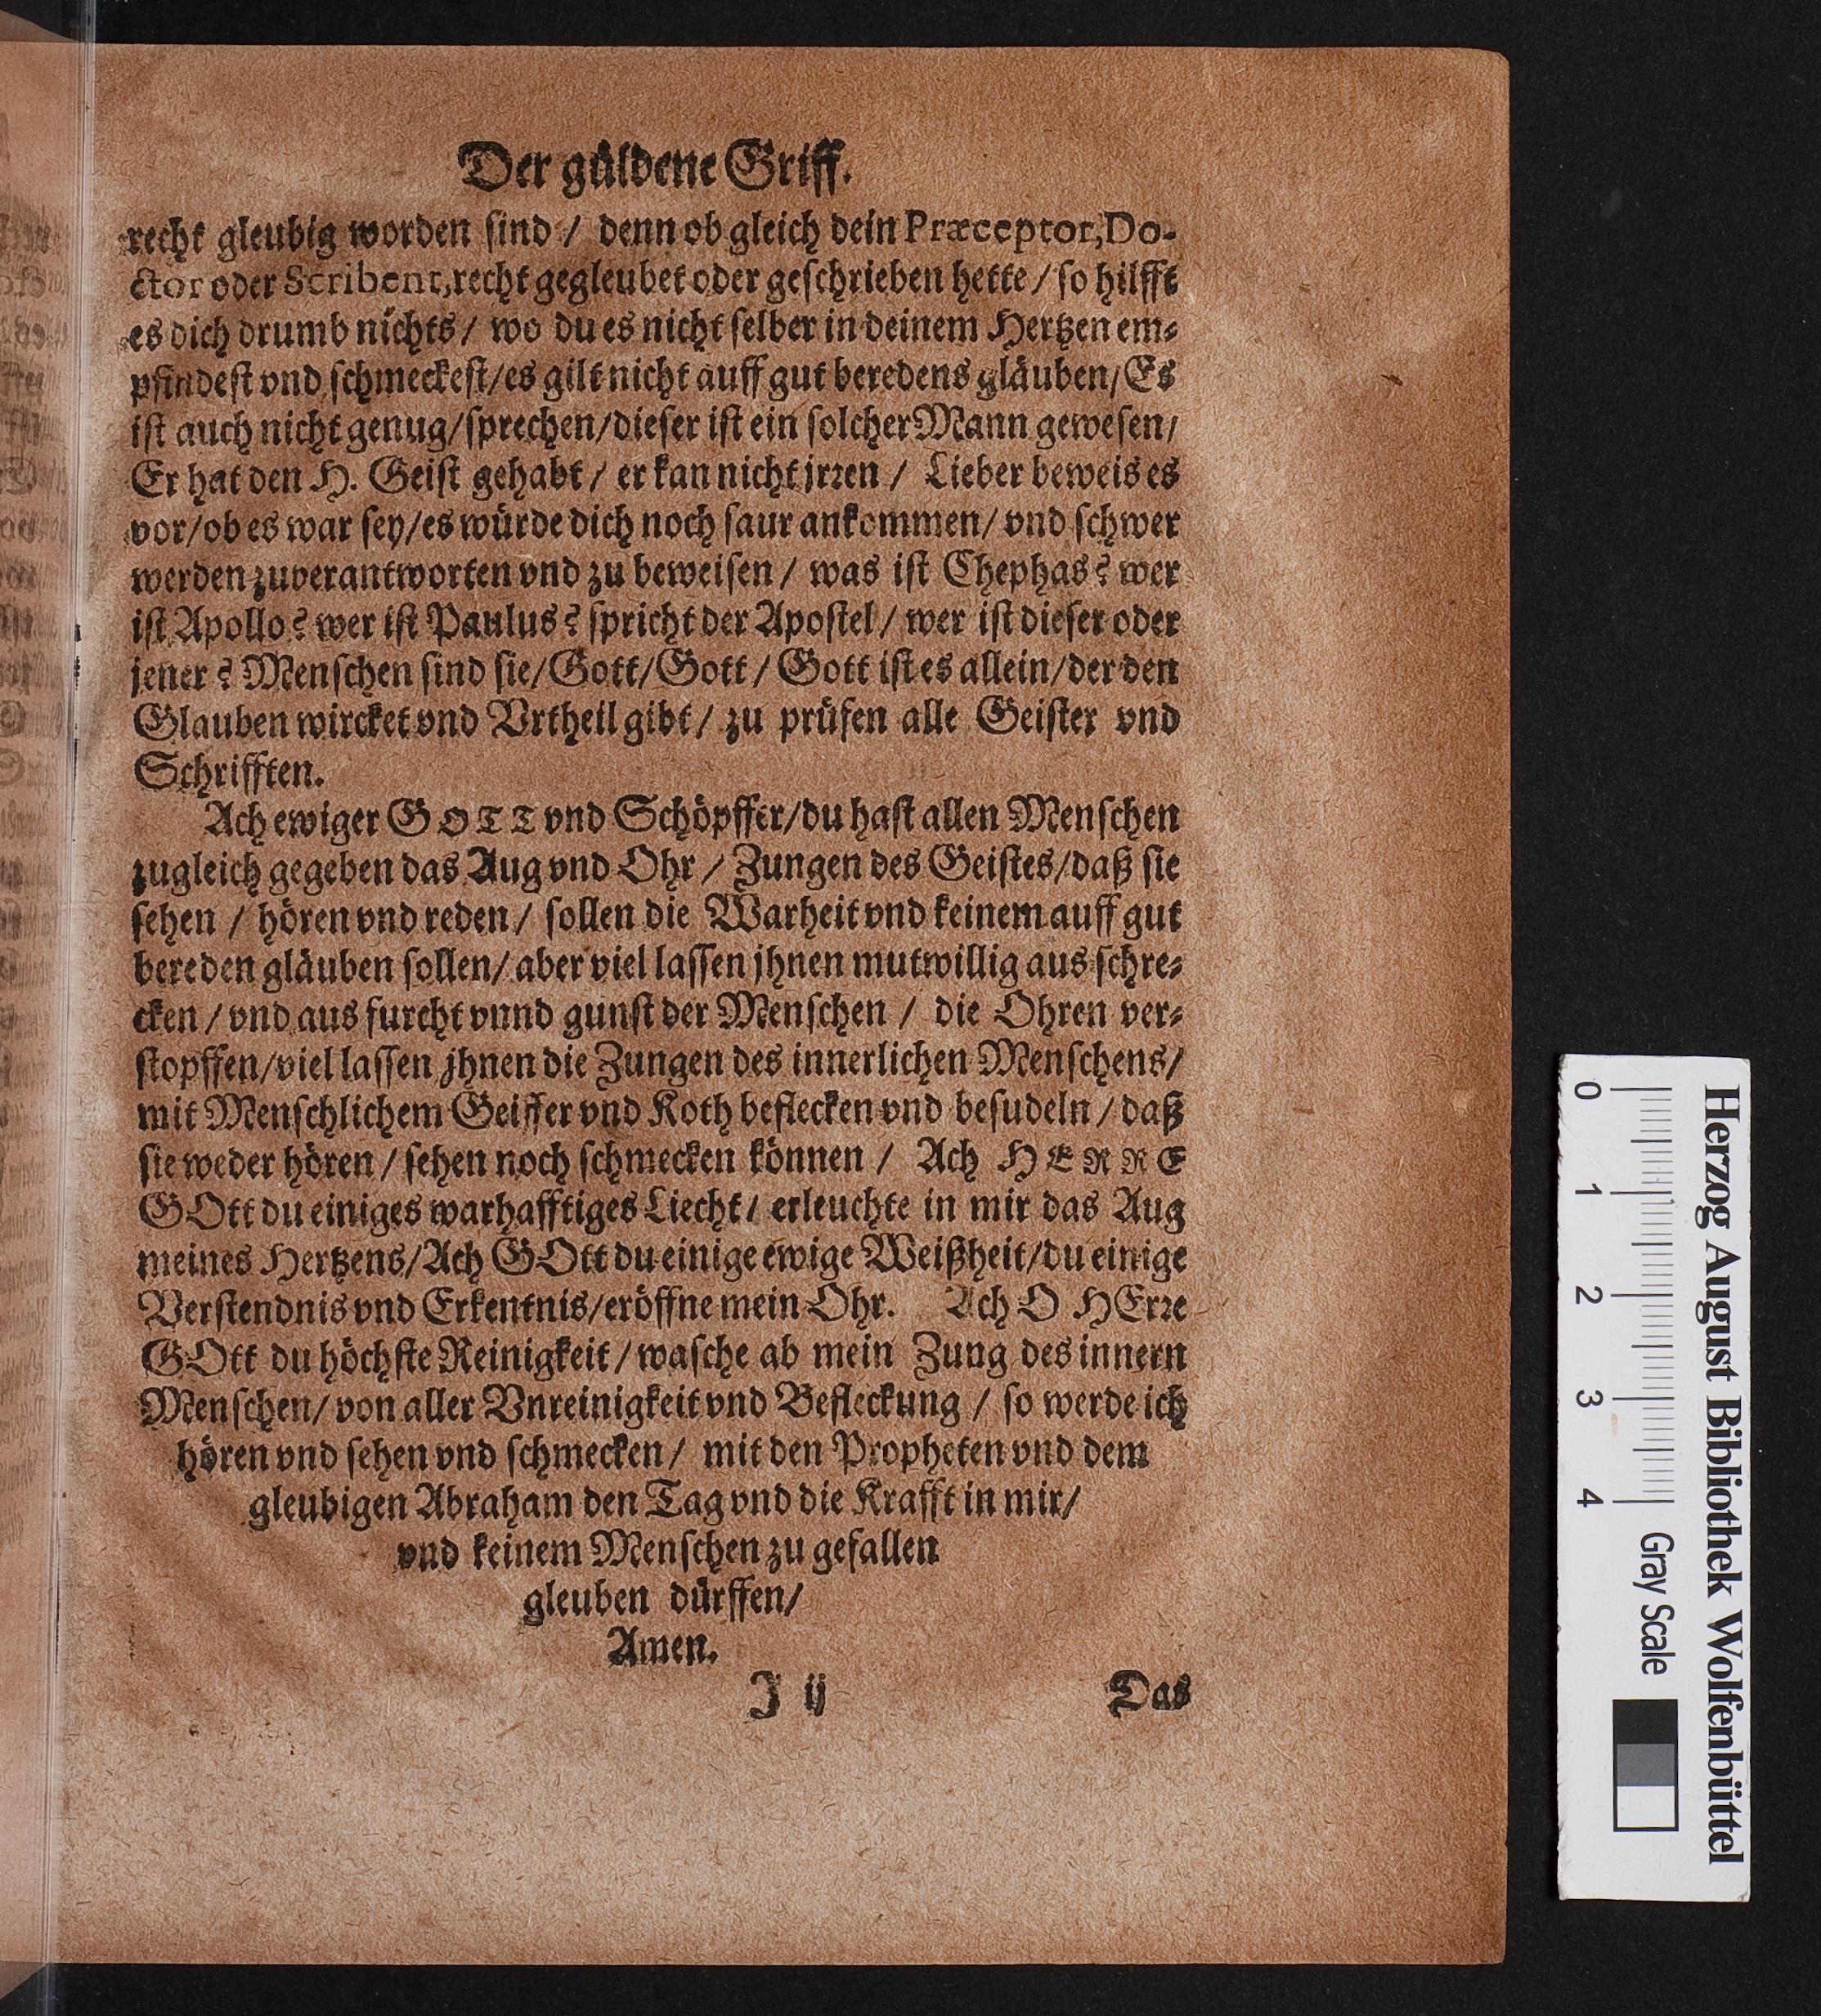 Der güldene Griff.
recht gleubig worden sind / denn ob gleich dein Præceptor, Do-
ctor oder Scribent, recht gegleubet oder geschrieben hette / so hilfft
es dich drumb nichts / wo du es nicht selber in deinem Hertzen em-
pfindest vnd schmeckest/es gilt nicht auff gut beredens gläuben/Es
ist auch nicht genug/sprechen/dieser ist ein solcher Mann gewesen/
Er hat den H. Geist gehabt / er kan nicht jrren / Lieber beweis es
vor/ob es war sey/es würde dich noch saur ankommen/ vnd schwer
werden zuverantworten vnd zu beweisen / was ist Chephas? wer
ist Apollo? wer ist Paulus? spricht der Apostel / wer ist dieser oder
jener? Menschen sind sie/Gott/Gott / Gott ist es allein/der den
Glauben wircket vnd Vrtheil gibt / zu prüfen alle Geister vnd
Schrifften.
Ach ewiger GOTT vnd Schöpffer/du hast allen Menschen
zugleich gegeben das Aug vnd Ohr / Zungen des Geistes/daß sie
sehen / hören vnd reden / sollen die Warheit vnd keinem auff gut
bereden gläuben sollen/ aber viel lassen jhnen mutwillig aus schre-
cken / vnd aus furcht vnnd gunst der Menschen / die Ohren ver-
stopffen/viel lassen jhnen die Zungen des innerlichen Menschens/
mit Menschlichem Geiffer vnd Koth beflecken vnd besudeln / daß
sie weder hören / sehen noch schmecken können / Ach HERRE
GOtt du einiges warhafftiges Liecht / erleuchte in mir das Aug
meines Hertzens/Ach GOtt du einige ewige Weißheit/du einige
Verstendnis vnd Erkentnis/eröffne mein Ohr. Ach O HErre
GOtt du höchste Reinigkeit / wasche ab mein Zung des innern
Menschen/ von aller Vnreinigkeit vnd Befleckung / so werde ich
hören vnd sehen vnd schmecken / mit den Propheten vnd dem
gleubigen Abraham den Tag vnd die Krafft in mir/
vnd keinem Menschen zu gefallen
gleuben dürffen/
Amen.
J ij Das
Herzog August Bibliothek Wolfenbüttel
0 1 2 3 4 Gray Scale